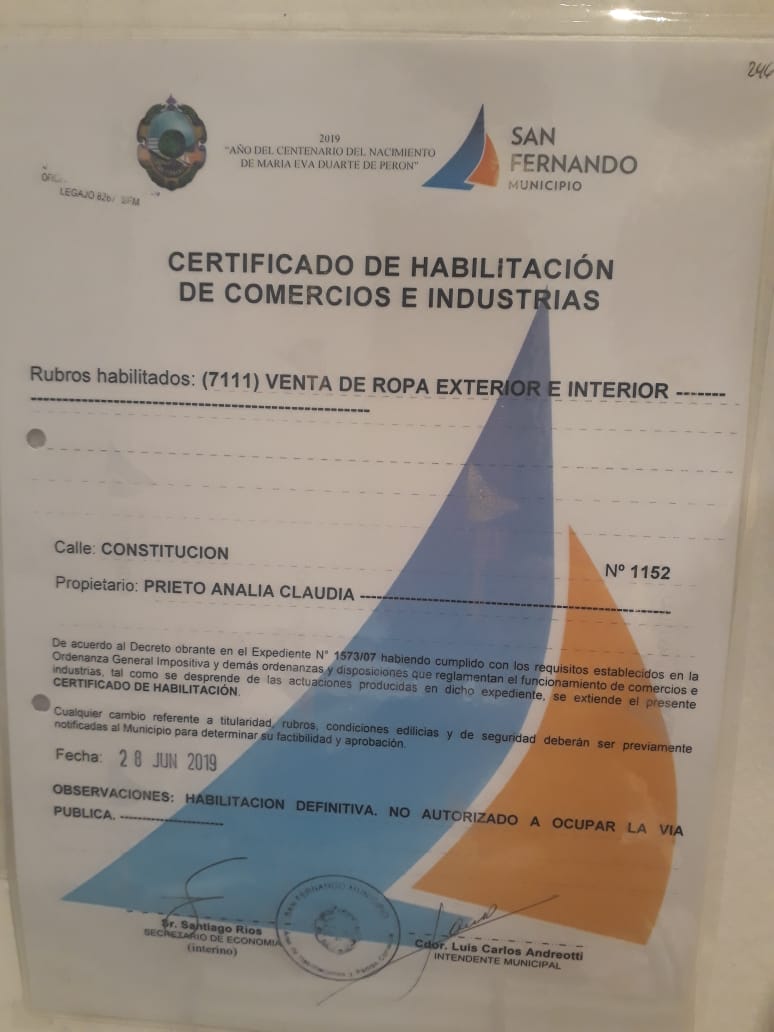 246
2019
"AÑO DEL CENTENARIO DEL NACIMIENTO
DE MARIA EVA DUARTE DE PERON"
SAN
FERNANDO
MUNICIPIO
LEGAJO 8267 SFM
CERTIFICADO DE HABILITACIÓN
DE COMERCIOS E INDUSTRIAS
Rubros habilitados: (7111) VENTA DE ROPA EXTERIOR E INTERIOR -------
Calle: CONSTITUCION
Nº 1152
Propietario: PRIETO ANALIA CLAUDIA
De acuerdo al Decreto obrante en el Expediente N° 1573/07 habiendo cumplido con los requisitos establecidos en la
Ordenanza General Impositiva y demás ordenanzas y disposiciones que reglamentan el funcionamiento de comercios e
industrias, tal como se desprende de las actuaciones producidas en dicho expediente, se extiende el presente
CERTIFICADO DE HABILITACIÓN.
Cualquier cambio referente a titularidad, rubros, condiciones edilicias y de seguridad deberán ser previamente
notificadas al Municipio para determinar su factibilidad y aprobación.
Fecha: 28 JUN 2019
OBSERVACIONES: HABILITACION DEFINITIVA. NO AUTORIZADO A OCUPAR LA VIA
PUBLICA. --------------------
Sr. Santiago Rios
SECRETARIO DE ECONOMIA
(interino)
SAN FERNANDO MUNICIPIO
Cdor. Luis Carlos Andreotti
INTENDENTE MUNICIPAL